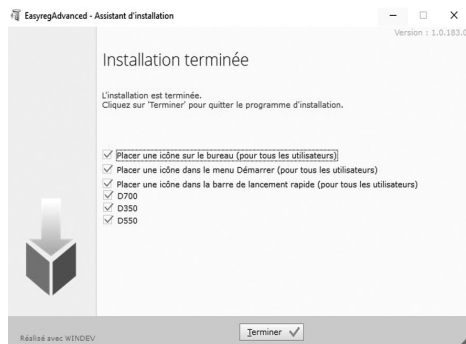 EasyregAdvanced - Assistant d'installation
Version : 1.0.183.0
Installation terminée
L'installation est terminée.
Cliquez sur 'Terminer' pour quitter le programme d'installation.
Placer une icône sur le bureau (pour tous les utilisateurs)
Placer une icône dans le menu Démarrer (pour tous les utilisateurs)
Placer une icône dans la barre de lancement rapide (pour tous les utilisateurs)
D700
D350
D550
Terminer
Réalisé avec WINDEV